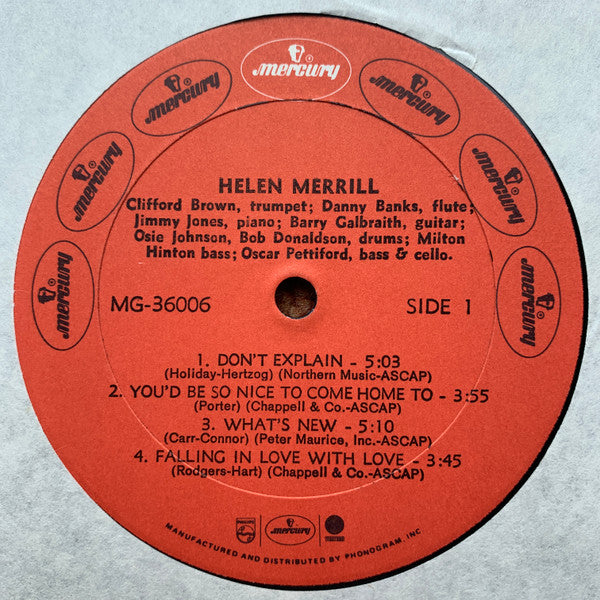 mercury
mercury
mercury
mercury
mercury
mercury
mercury
HELEN MERRILL
Clifford Brown, trumpet; Danny Banks, flute;
Jimmy Jones, piano; Barry Galbraith, guitar;
Osie Johnson, Bob Donaldson, drums; Milton
Hinton bass; Oscar Pettiford, bass & cello.
MG-36006 SIDE 1
1. DON'T EXPLAIN - 5:03
(Holiday-Hertzog) (Northern Music-ASCAP)
2. YOU'D BE SO NICE TO COME HOME TO - 3:55
(Porter) (Chappell & Co.-ASCAP)
3. WHAT'S NEW - 5:10
(Carr-Connor) (Peter Maurice, Inc.-ASCAP)
4. FALLING IN LOVE WITH LOVE - 3:45
(Rodgers-Hart) (Chappell & Co.-ASCAP)
PHILIPS mercury
MANUFACTURED AND DISTRIBUTED BY PHONOGRAM, INC